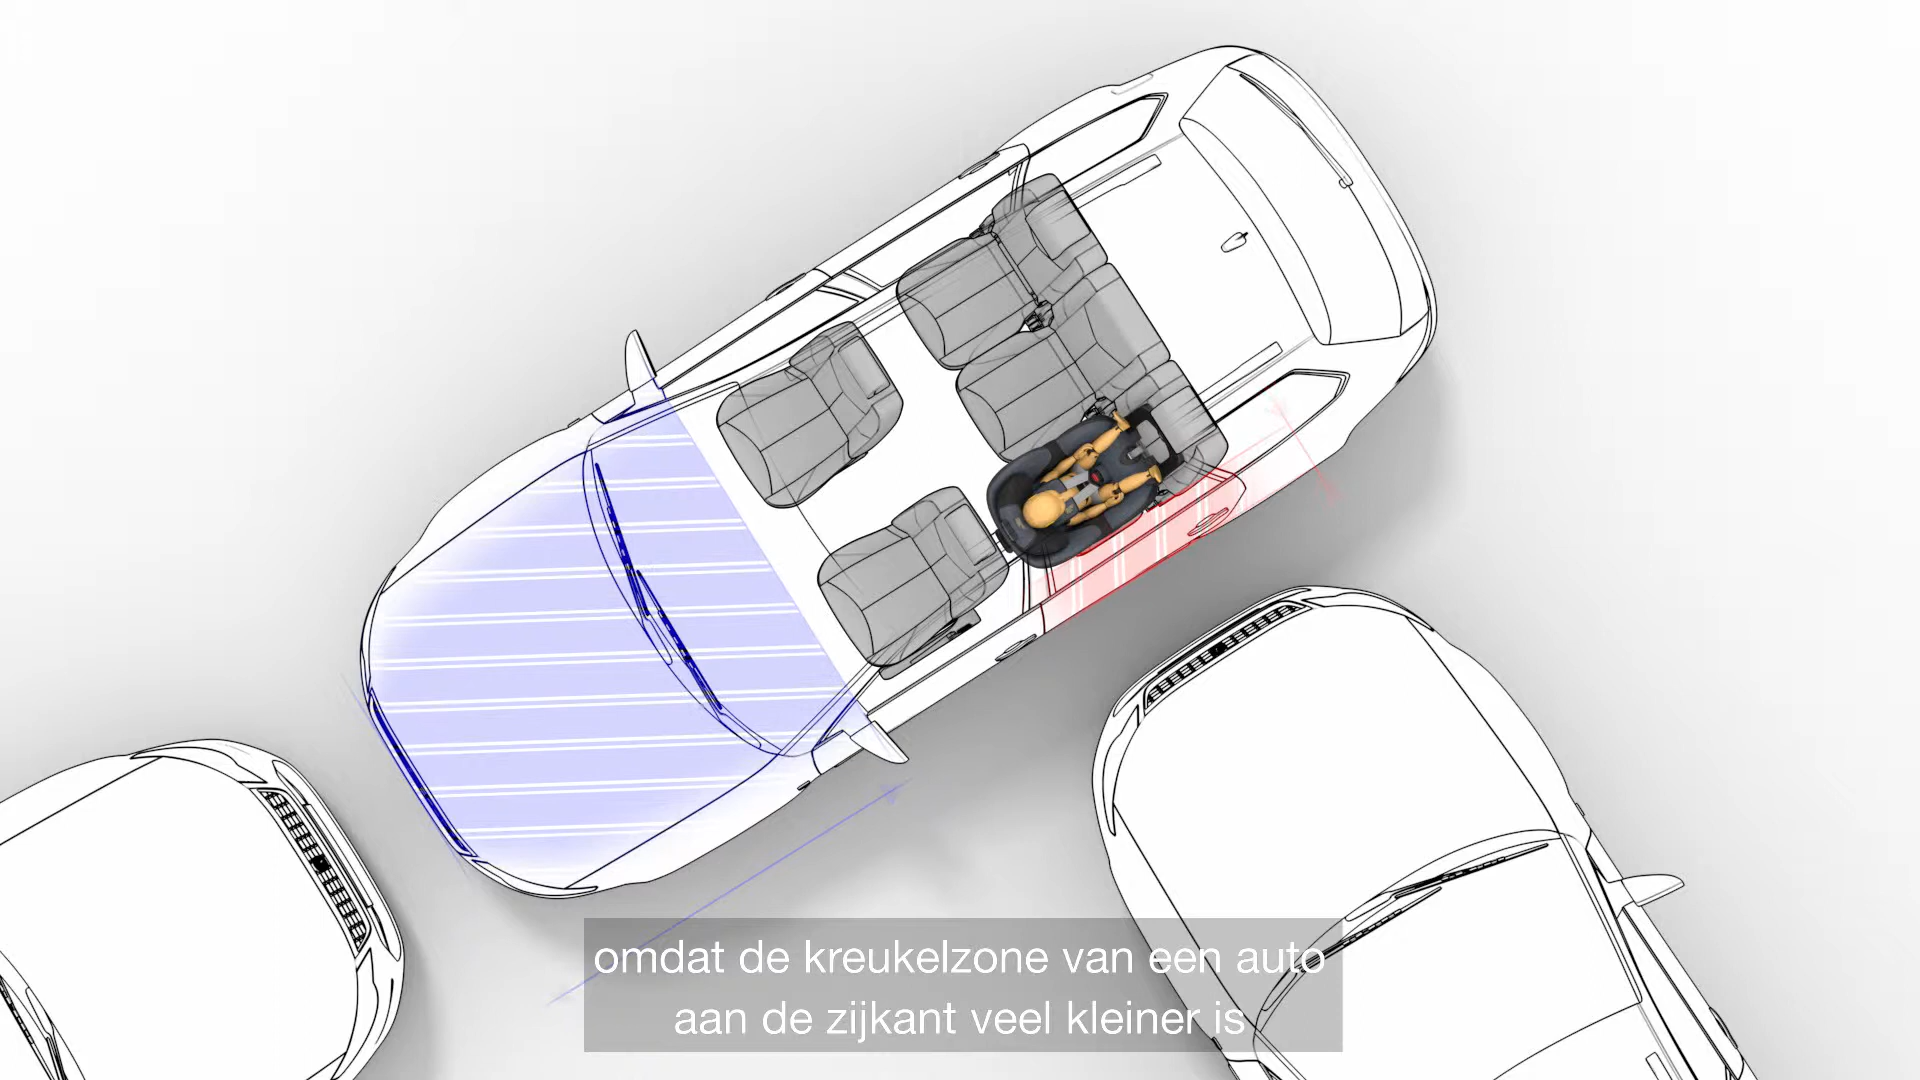 omdat de kreukelzone van een auto
aan de zijkant veel kleiner is